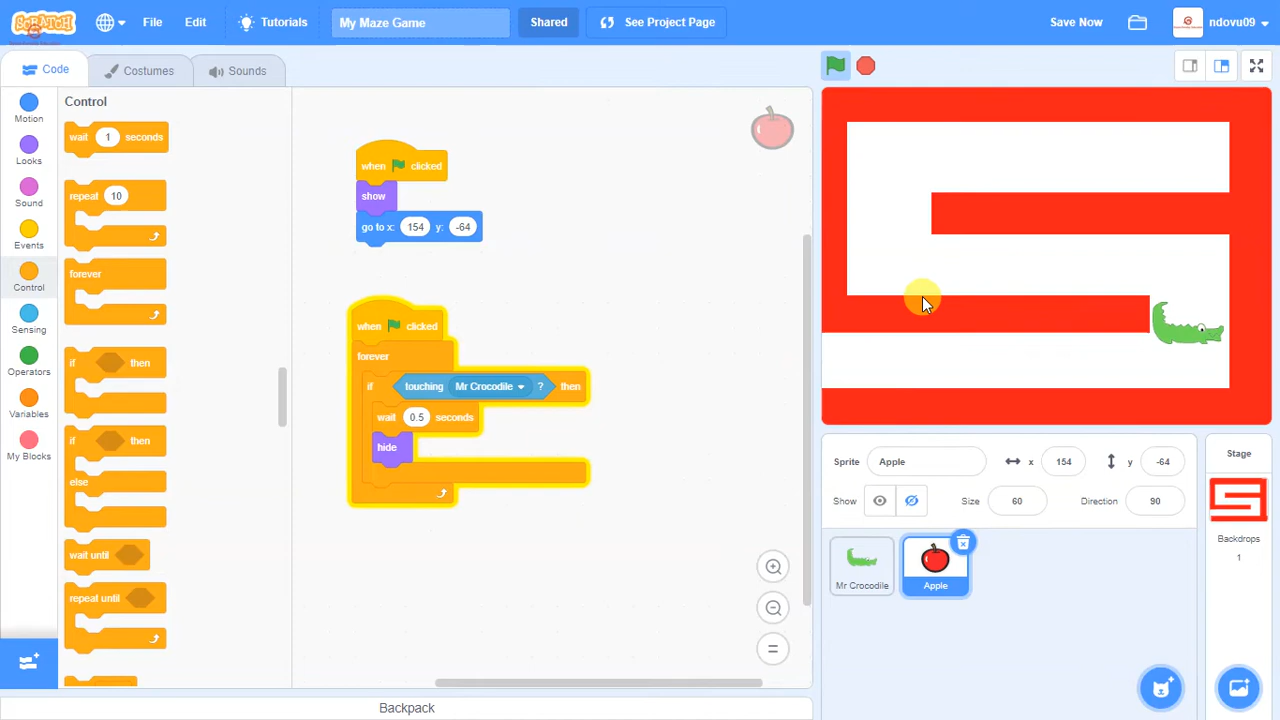 SCRATCH
File
Edit
Tutorials
My Maze Game
Shared
See Project Page
Save Now
ndovu09
Code
Costumes
Sounds
Motion
Looks
Sound
Events
Control
Sensing
Operators
Variables
My Blocks
Control
wait 1 seconds
repeat 10
forever
if then
if then
else
wait until
repeat until
when clicked
show
go to x: 154 y: -64
when clicked
forever
if touching Mr Crocodile ? then
wait 0.5 seconds
hide
Backpack
Sprite Apple x 154 y -64
Show Size 60 Direction 90
Mr Crocodile
Apple
Stage
Backdrops
1